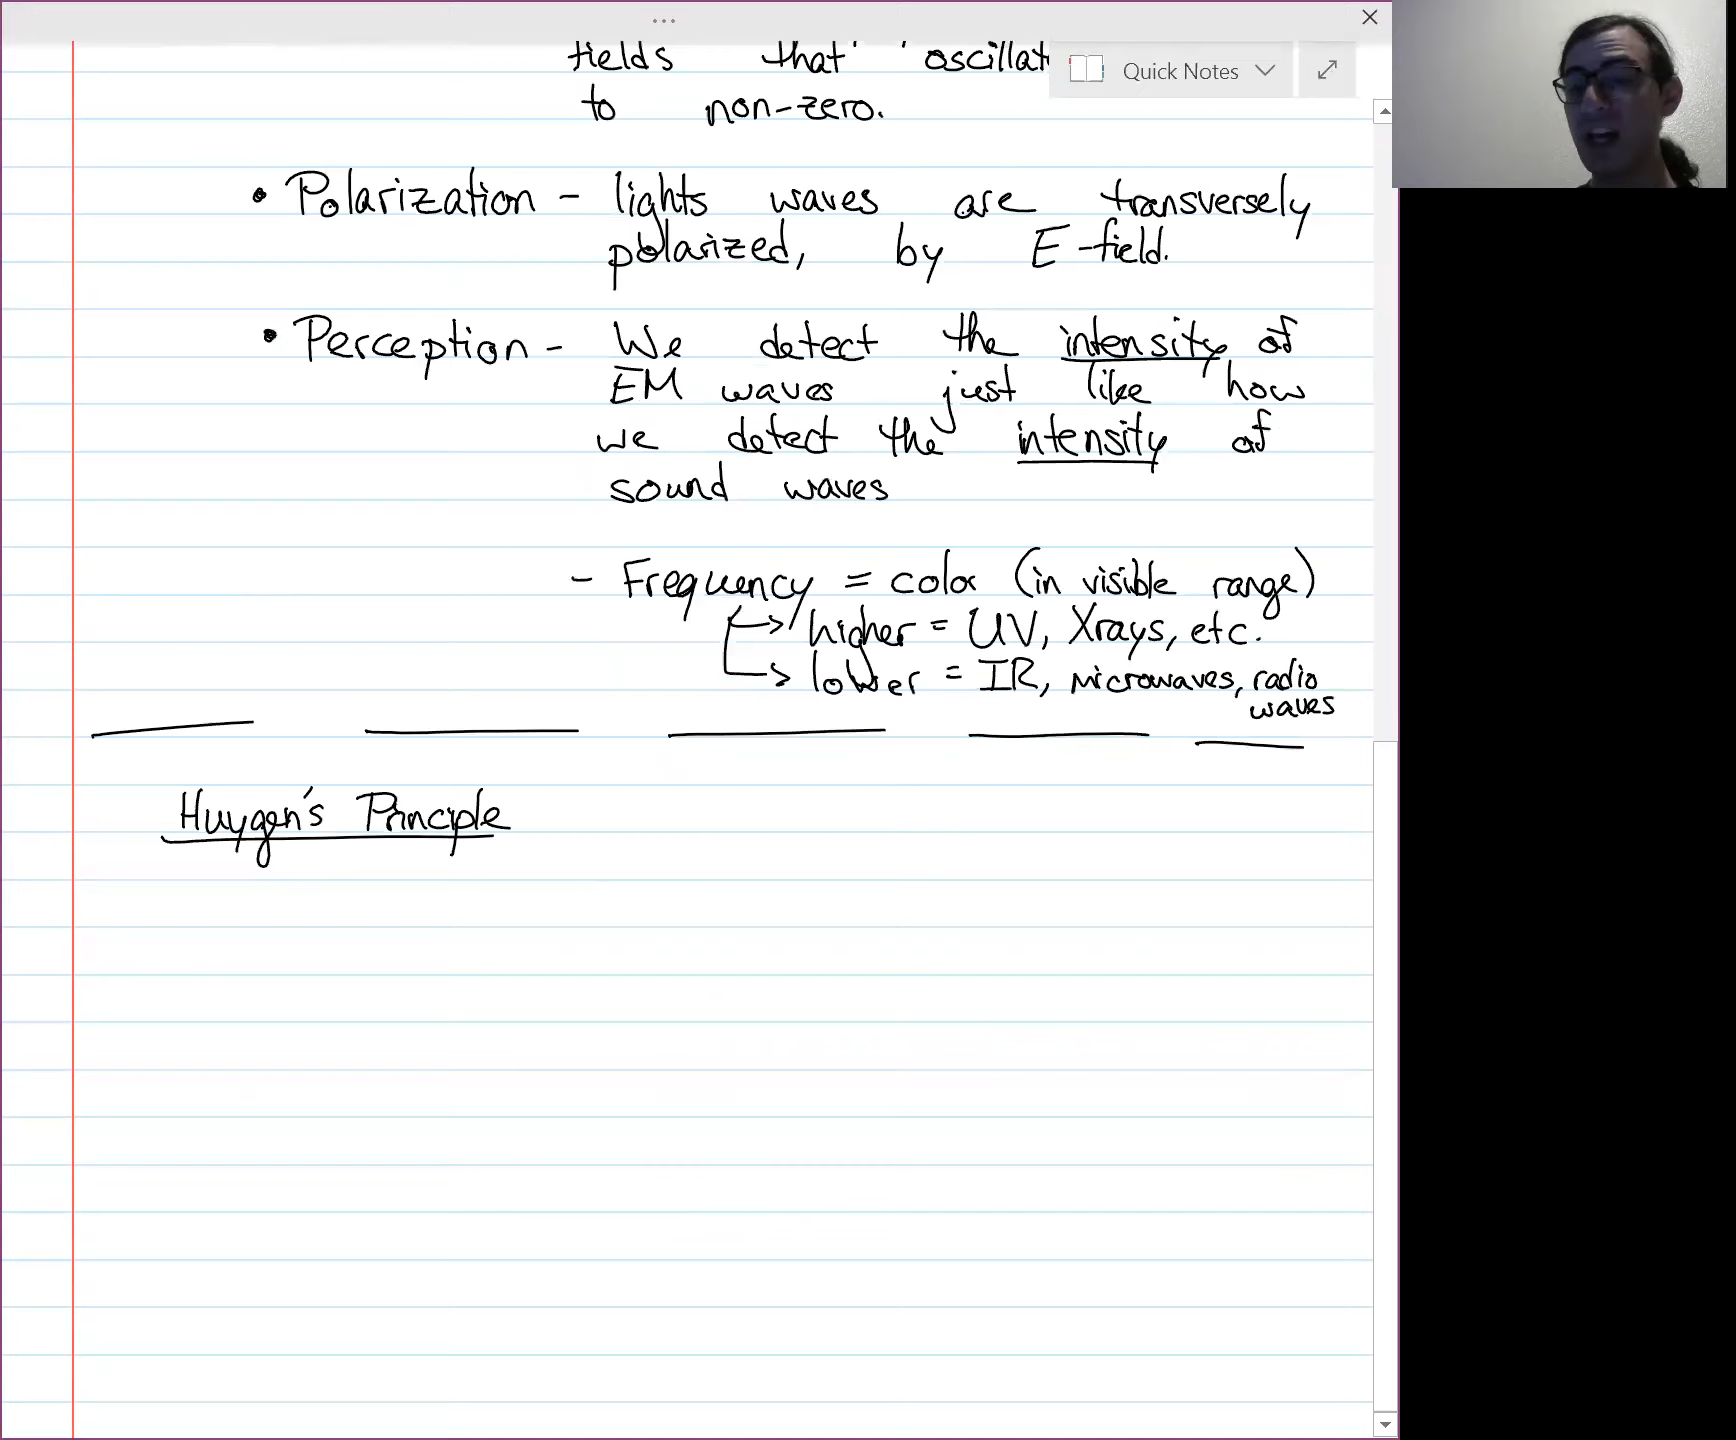 ...
Quick Notes
fields that oscillat
to non-zero.
• Polarization - lights waves are transversely
polarized, by E-field.
• Perception - We detect the intensity of
EM waves just like how
we detect the intensity of
sound waves
- Frequency = color (in visible range)
higher = UV, Xrays, etc.
lower = IR, microwaves, radio
waves
Huygen's Principle